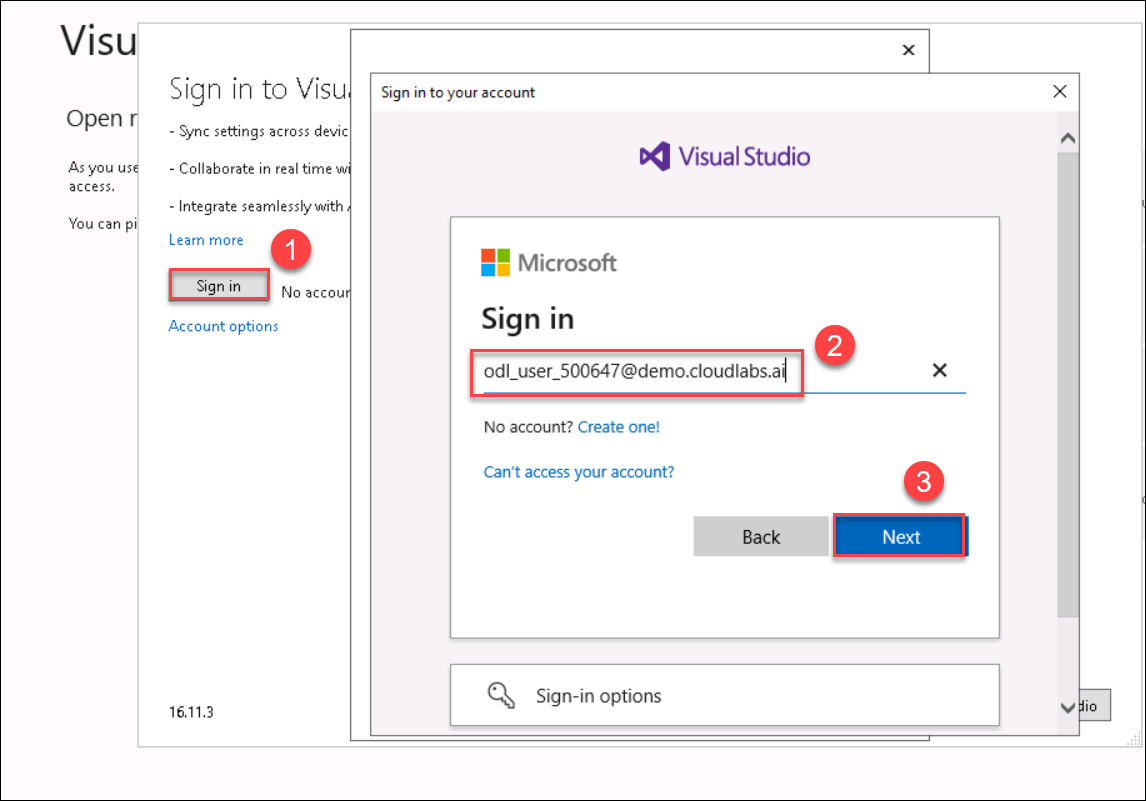 Visu
Open r
As you use
access.
You can pi
Sign in to Visu
- Sync settings across devic
- Collaborate in real time wi
- Integrate seamlessly with
Learn more
1
Sign in
No accour
Account options
16.11.3
Sign in to your account
Visual Studio
Microsoft
Sign in
odl_user_500647@demo.cloudlabs.ai
2
No account? Create one!
Can't access your account?
3
Back
Next
Sign-in options
dio